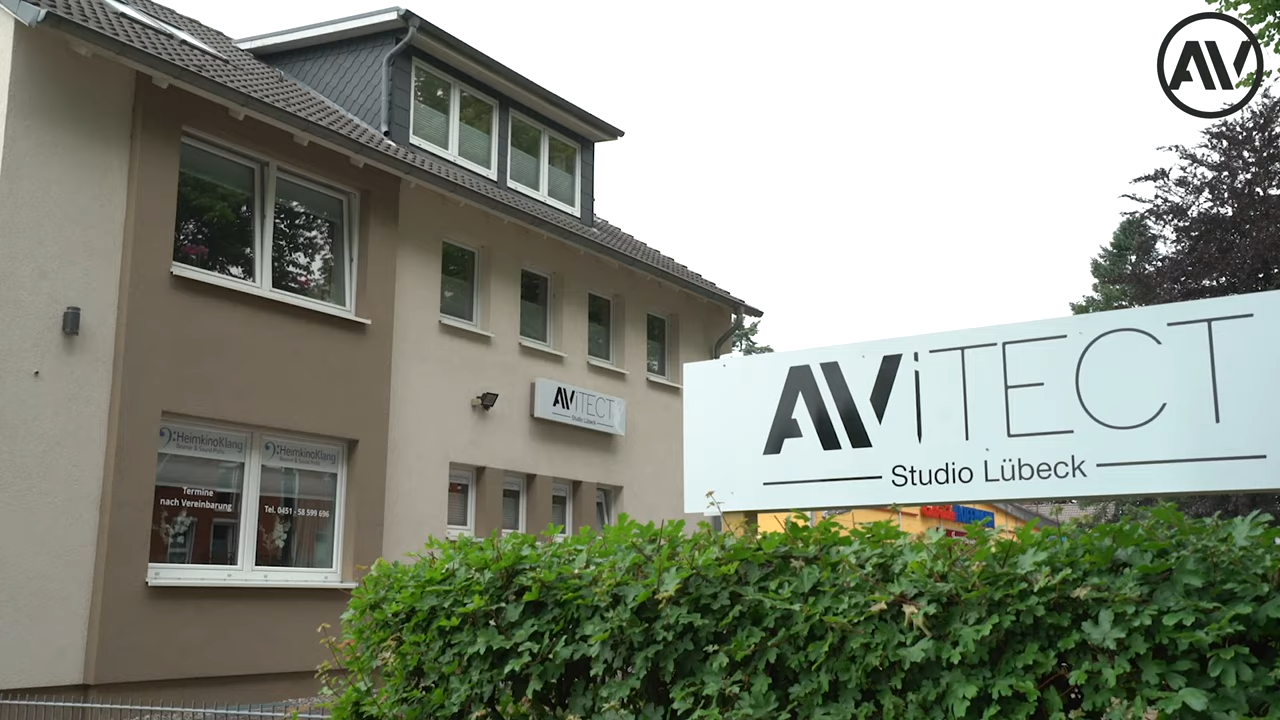 AV
AViTECT
Studio Lübeck
AViTECT
Studio Lübeck
HeimkinoKlang
HeimkinoKlang
Termine
nach Vereinbarung
Tel. 0451 - 58 599 696